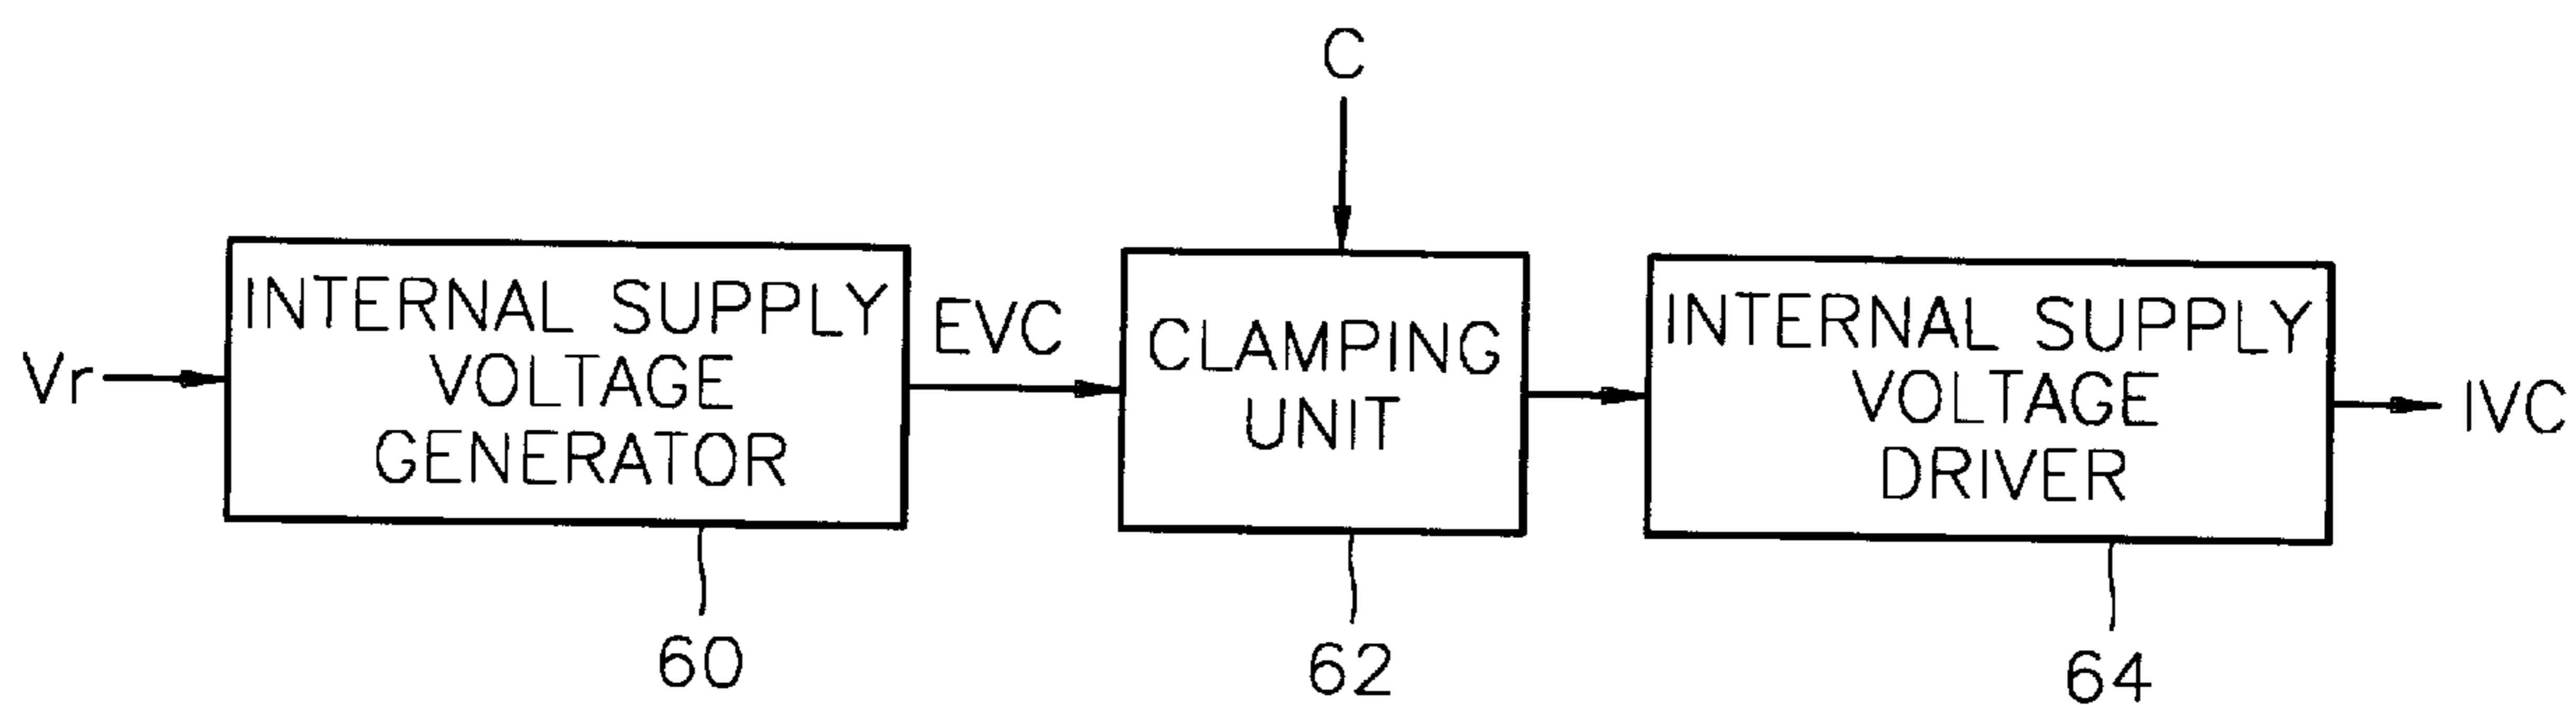 C
Vr
INTERNAL SUPPLY
VOLTAGE
GENERATOR
EVC
CLAMPING
UNIT
INTERNAL SUPPLY
VOLTAGE
DRIVER
IVC
60
62
64